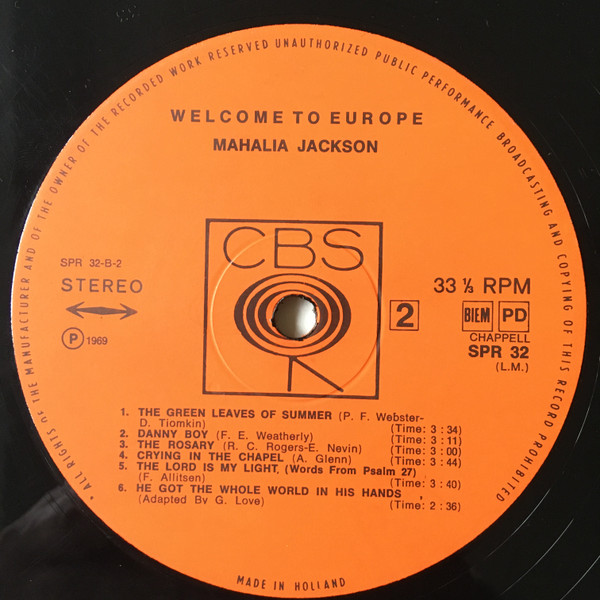 * ALL RIGHTS OF THE MANUFACTURER AND OF THE OWNER OF THE RECORDED WORK RESERVED UNAUTHORIZED PUBLIC PERFORMANCE BROADCASTING AND COPYING OF THIS RECORD PROHIBITED
WELCOME TO EUROPE
MAHALIA JACKSON
CBS
SPR 32-B-2
STEREO
P 1969
2
33 ⅓ RPM
BIEM PD
CHAPPELL
SPR 32
(L.M.)
1. THE GREEN LEAVES OF SUMMER (P. F. Webster-
D. Tiomkin) (Time: 3 : 34)
2. DANNY BOY (F. E. Weatherly) (Time: 3 : 11)
3. THE ROSARY (R. C. Rogers-E. Nevin) (Time: 3 : 00)
4. CRYING IN THE CHAPEL (A. Glenn) (Time: 3 : 44)
5. THE LORD IS MY LIGHT, (Words From Psalm 27)
(F. Allitsen) (Time: 3 : 40)
6. HE GOT THE WHOLE WORLD IN HIS HANDS ,
(Adapted By G. Love) (Time: 2 : 36)
MADE IN HOLLAND